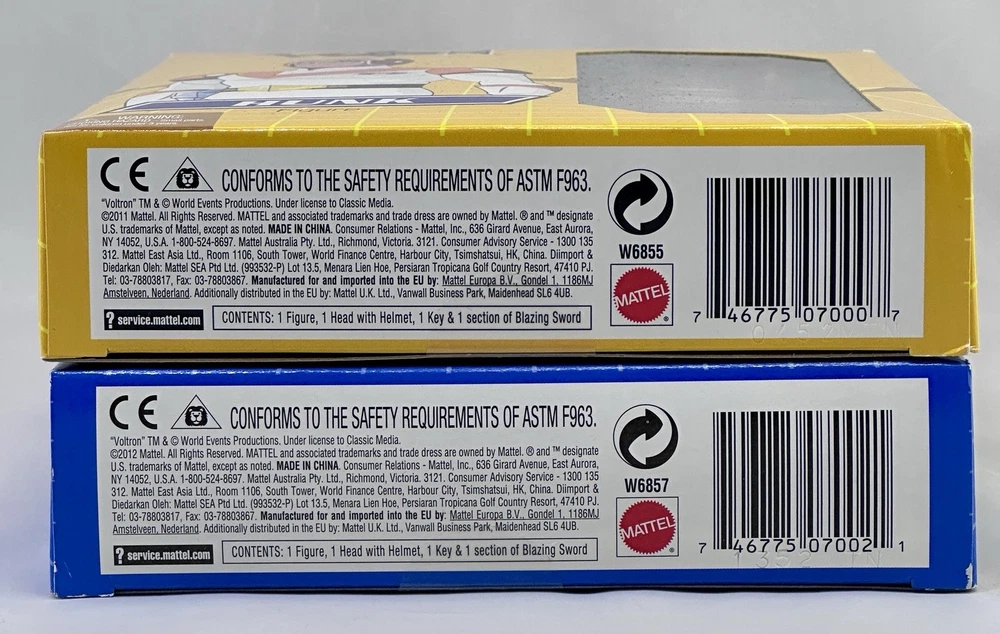 HUNK
Figure
WARNING:
CE CONFORMS TO THE SAFETY REQUIREMENTS OF ASTM F963.
"Voltron" TM & © World Events Productions. Under license to Classic Media.
©2011 Mattel. All Rights Reserved. MATTEL and associated trademarks and trade dress are owned by Mattel. ® and ™ designate
U.S. trademarks of Mattel, except as noted. MADE IN CHINA. Consumer Relations - Mattel, Inc., 636 Girard Avenue, East Aurora,
NY 14052, U.S.A. 1-800-524-8697. Mattel Australia Pty. Ltd., Richmond, Victoria. 3121. Consumer Advisory Service - 1300 135
312. Mattel East Asia Ltd., Room 1106, South Tower, World Finance Centre, Harbour City, Tsimshatsui, HK, China. Diimport &
Diedarkan Oleh: Mattel SEA Ptd Ltd. (993532-P) Lot 13.5, Menara Lien Hoe, Persiaran Tropicana Golf Country Resort, 47410 PJ.
Tel: 03-78803817, Fax: 03-78803867. Manufactured for and imported into the EU by: Mattel Europa B.V., Gondel 1, 1186MJ
Amstelveen, Nederland. Additionally distributed in the EU by: Mattel U.K. Ltd., Vanwall Business Park, Maidenhead SL6 4UB.
? service.mattel.com
CONTENTS: 1 Figure, 1 Head with Helmet, 1 Key & 1 section of Blazing Sword
W6855
MATTEL ®
7 46775 07000 7
CE CONFORMS TO THE SAFETY REQUIREMENTS OF ASTM F963.
"Voltron" TM & © World Events Productions. Under license to Classic Media.
©2012 Mattel. All Rights Reserved. MATTEL and associated trademarks and trade dress are owned by Mattel. ® and ™ designate
U.S. trademarks of Mattel, except as noted. MADE IN CHINA. Consumer Relations - Mattel, Inc., 636 Girard Avenue, East Aurora,
NY 14052, U.S.A. 1-800-524-8697. Mattel Australia Pty. Ltd., Richmond, Victoria. 3121. Consumer Advisory Service - 1300 135
312. Mattel East Asia Ltd., Room 1106, South Tower, World Finance Centre, Harbour City, Tsimshatsui, HK, China. Diimport &
Diedarkan Oleh: Mattel SEA Ptd Ltd. (993532-P) Lot 13.5, Menara Lien Hoe, Persiaran Tropicana Golf Country Resort, 47410 PJ.
Tel: 03-78803817, Fax: 03-78803867. Manufactured for and imported into the EU by: Mattel Europa B.V., Gondel 1, 1186MJ
Amstelveen, Nederland. Additionally distributed in the EU by: Mattel U.K. Ltd., Vanwall Business Park, Maidenhead SL6 4UB.
? service.mattel.com
CONTENTS: 1 Figure, 1 Head with Helmet, 1 Key & 1 section of Blazing Sword
W6857
MATTEL ®
7 46775 07002 1
1352 TN